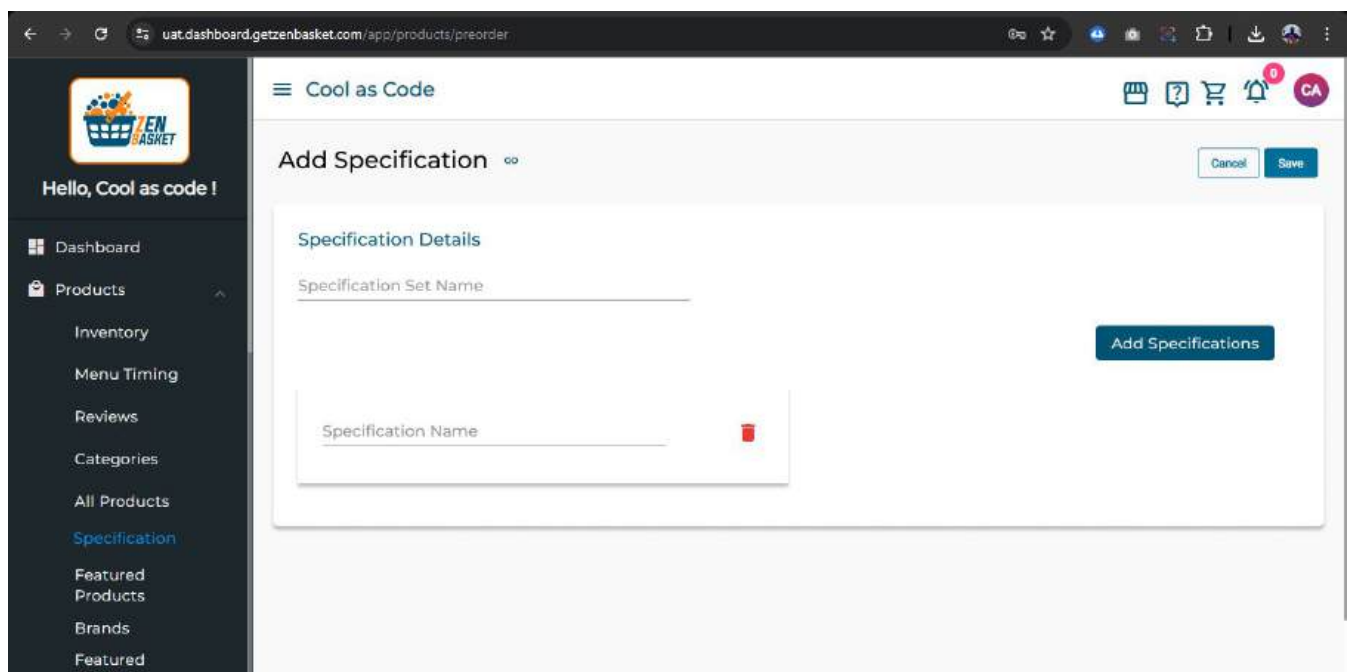 uat.dashboard.getzenbasket.com/app/products/preorder
ZEN
BASKET
Hello, Cool as code !
Dashboard
Products
Inventory
Menu Timing
Reviews
Categories
All Products
Specification
Featured
Products
Brands
Featured
Cool as Code
0
CA
Add Specification
Cancel
Save
Specification Details
Specification Set Name
Add Specifications
Specification Name